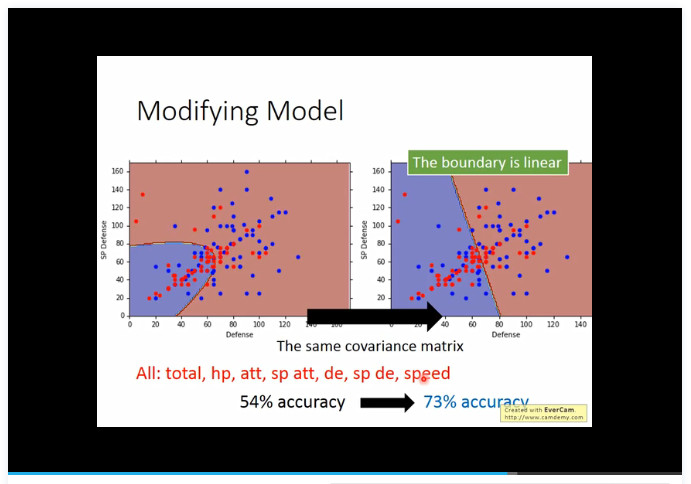 Modifying Model
The boundary is linear
160
140
120
100
80
60
40
20
0
SP Defense
0 20 40 60 80 100 120 140 160
Defense
160
140
120
100
80
60
40
20
0
SP Defense
0 20 40 60 80 100 120 140
Defense
The same covariance matrix
All: total, hp, att, sp att, de, sp de, speed
54% accuracy 73% accuracy
Created with EverCam.
http://www.camdemy.com